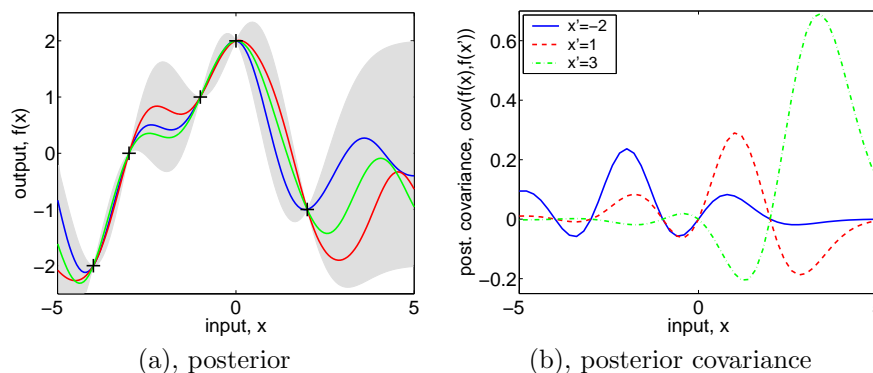 2
1
0
−1
−2
output, f(x)
−5
0
5
input, x
(a), posterior
0.6
0.4
0.2
0
−0.2
post. covariance, cov(f(x),f(x'))
x'=−2
x'=1
x'=3
−5
0
input, x
(b), posterior covariance